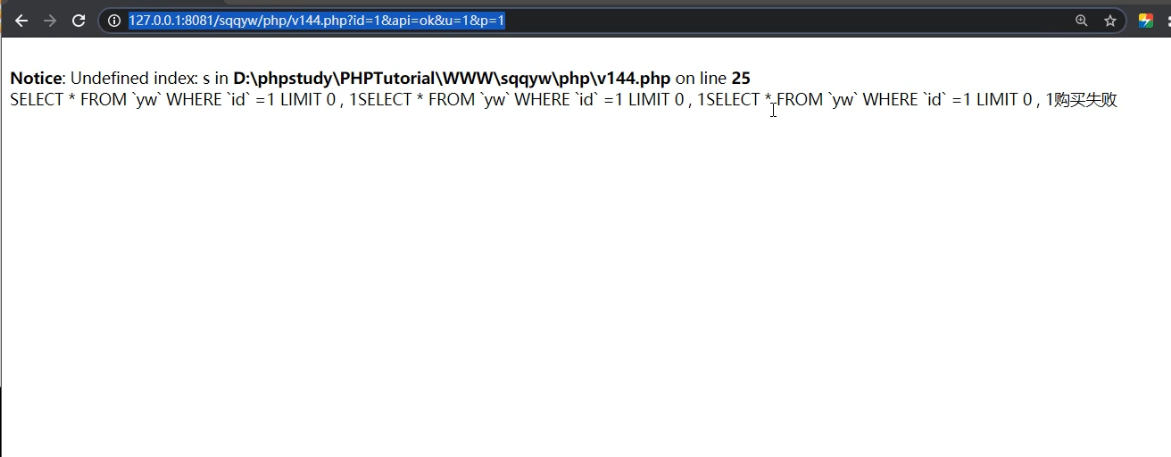 127.0.0.1:8081/sqqyw/php/v144.php?id=1&api=ok&u=1&p=1
Notice: Undefined index: s in D:\phpstudy\PHPTutorial\WWW\sqqyw\php\v144.php on line 25
SELECT * FROM `yw` WHERE `id` =1 LIMIT 0 , 1SELECT * FROM `yw` WHERE `id` =1 LIMIT 0 , 1SELECT * FROM `yw` WHERE `id` =1 LIMIT 0 , 1购买失败